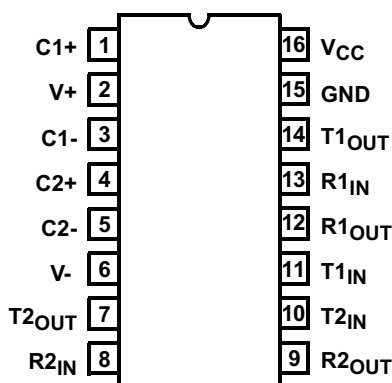 C1+ 1 16 VCC
V+ 2 15 GND
C1- 3 14 T1OUT
C2+ 4 13 R1IN
C2- 5 12 R1OUT
V- 6 11 T1IN
T2OUT 7 10 T2IN
R2IN 8 9 R2OUT